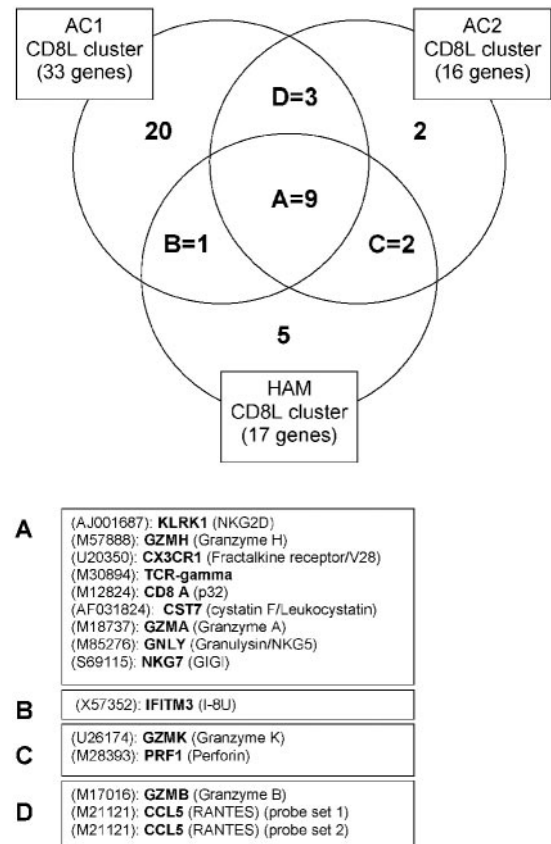 AC1
CD8L cluster
(33 genes)
AC2
CD8L cluster
(16 genes)
D=3
20
2
A=9
B=1
C=2
5
HAM
CD8L cluster
(17 genes)
A
(AJ001687): KLRK1 (NKG2D)
(M57888): GZMH (Granzyme H)
(U20350): CX3CR1 (Fractalkine receptor/V28)
(M30894): TCR-gamma
(M12824): CD8 A (p32)
(AF031824): CST7 (cystatin F/Leukocystatin)
(M18737): GZMA (Granzyme A)
(M85276): GNLY (Granulysin/NKG5)
(S69115): NKG7 (GIGI)
B
(X57352): IFITM3 (I-8U)
C
(U26174): GZMK (Granzyme K)
(M28393): PRF1 (Perforin)
D
(M17016): GZMB (Granzyme B)
(M21121): CCL5 (RANTES) (probe set 1)
(M21121): CCL5 (RANTES) (probe set 2)